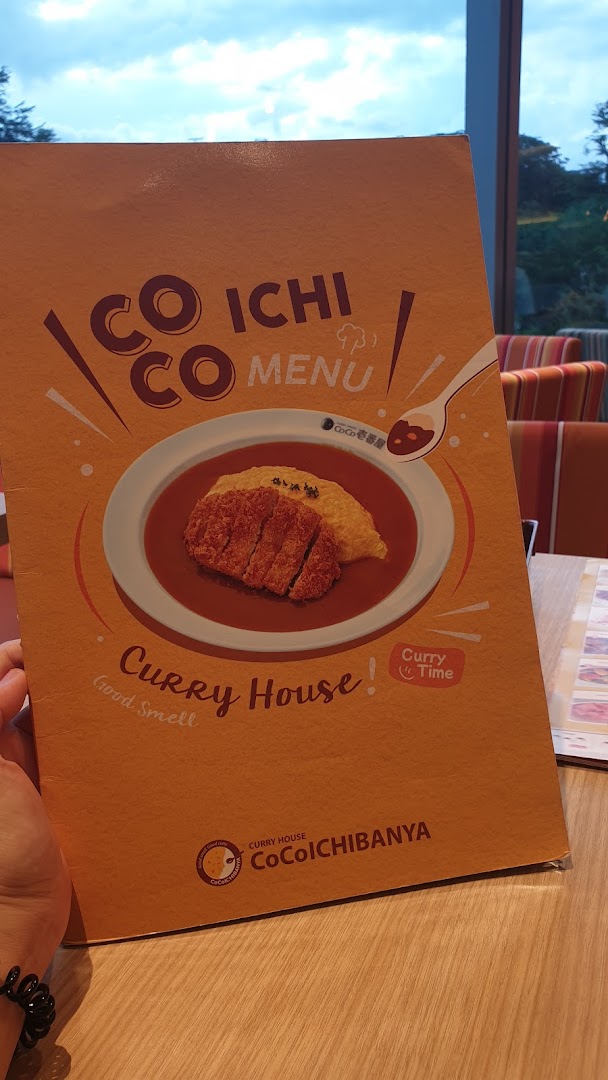 CO ICHI
CO MENU
CoCo壱番屋
Curry House!
Good Smell
Curry
Time
CURRY HOUSE
CoCoICHIBANYA
CoCoICHIBANYA